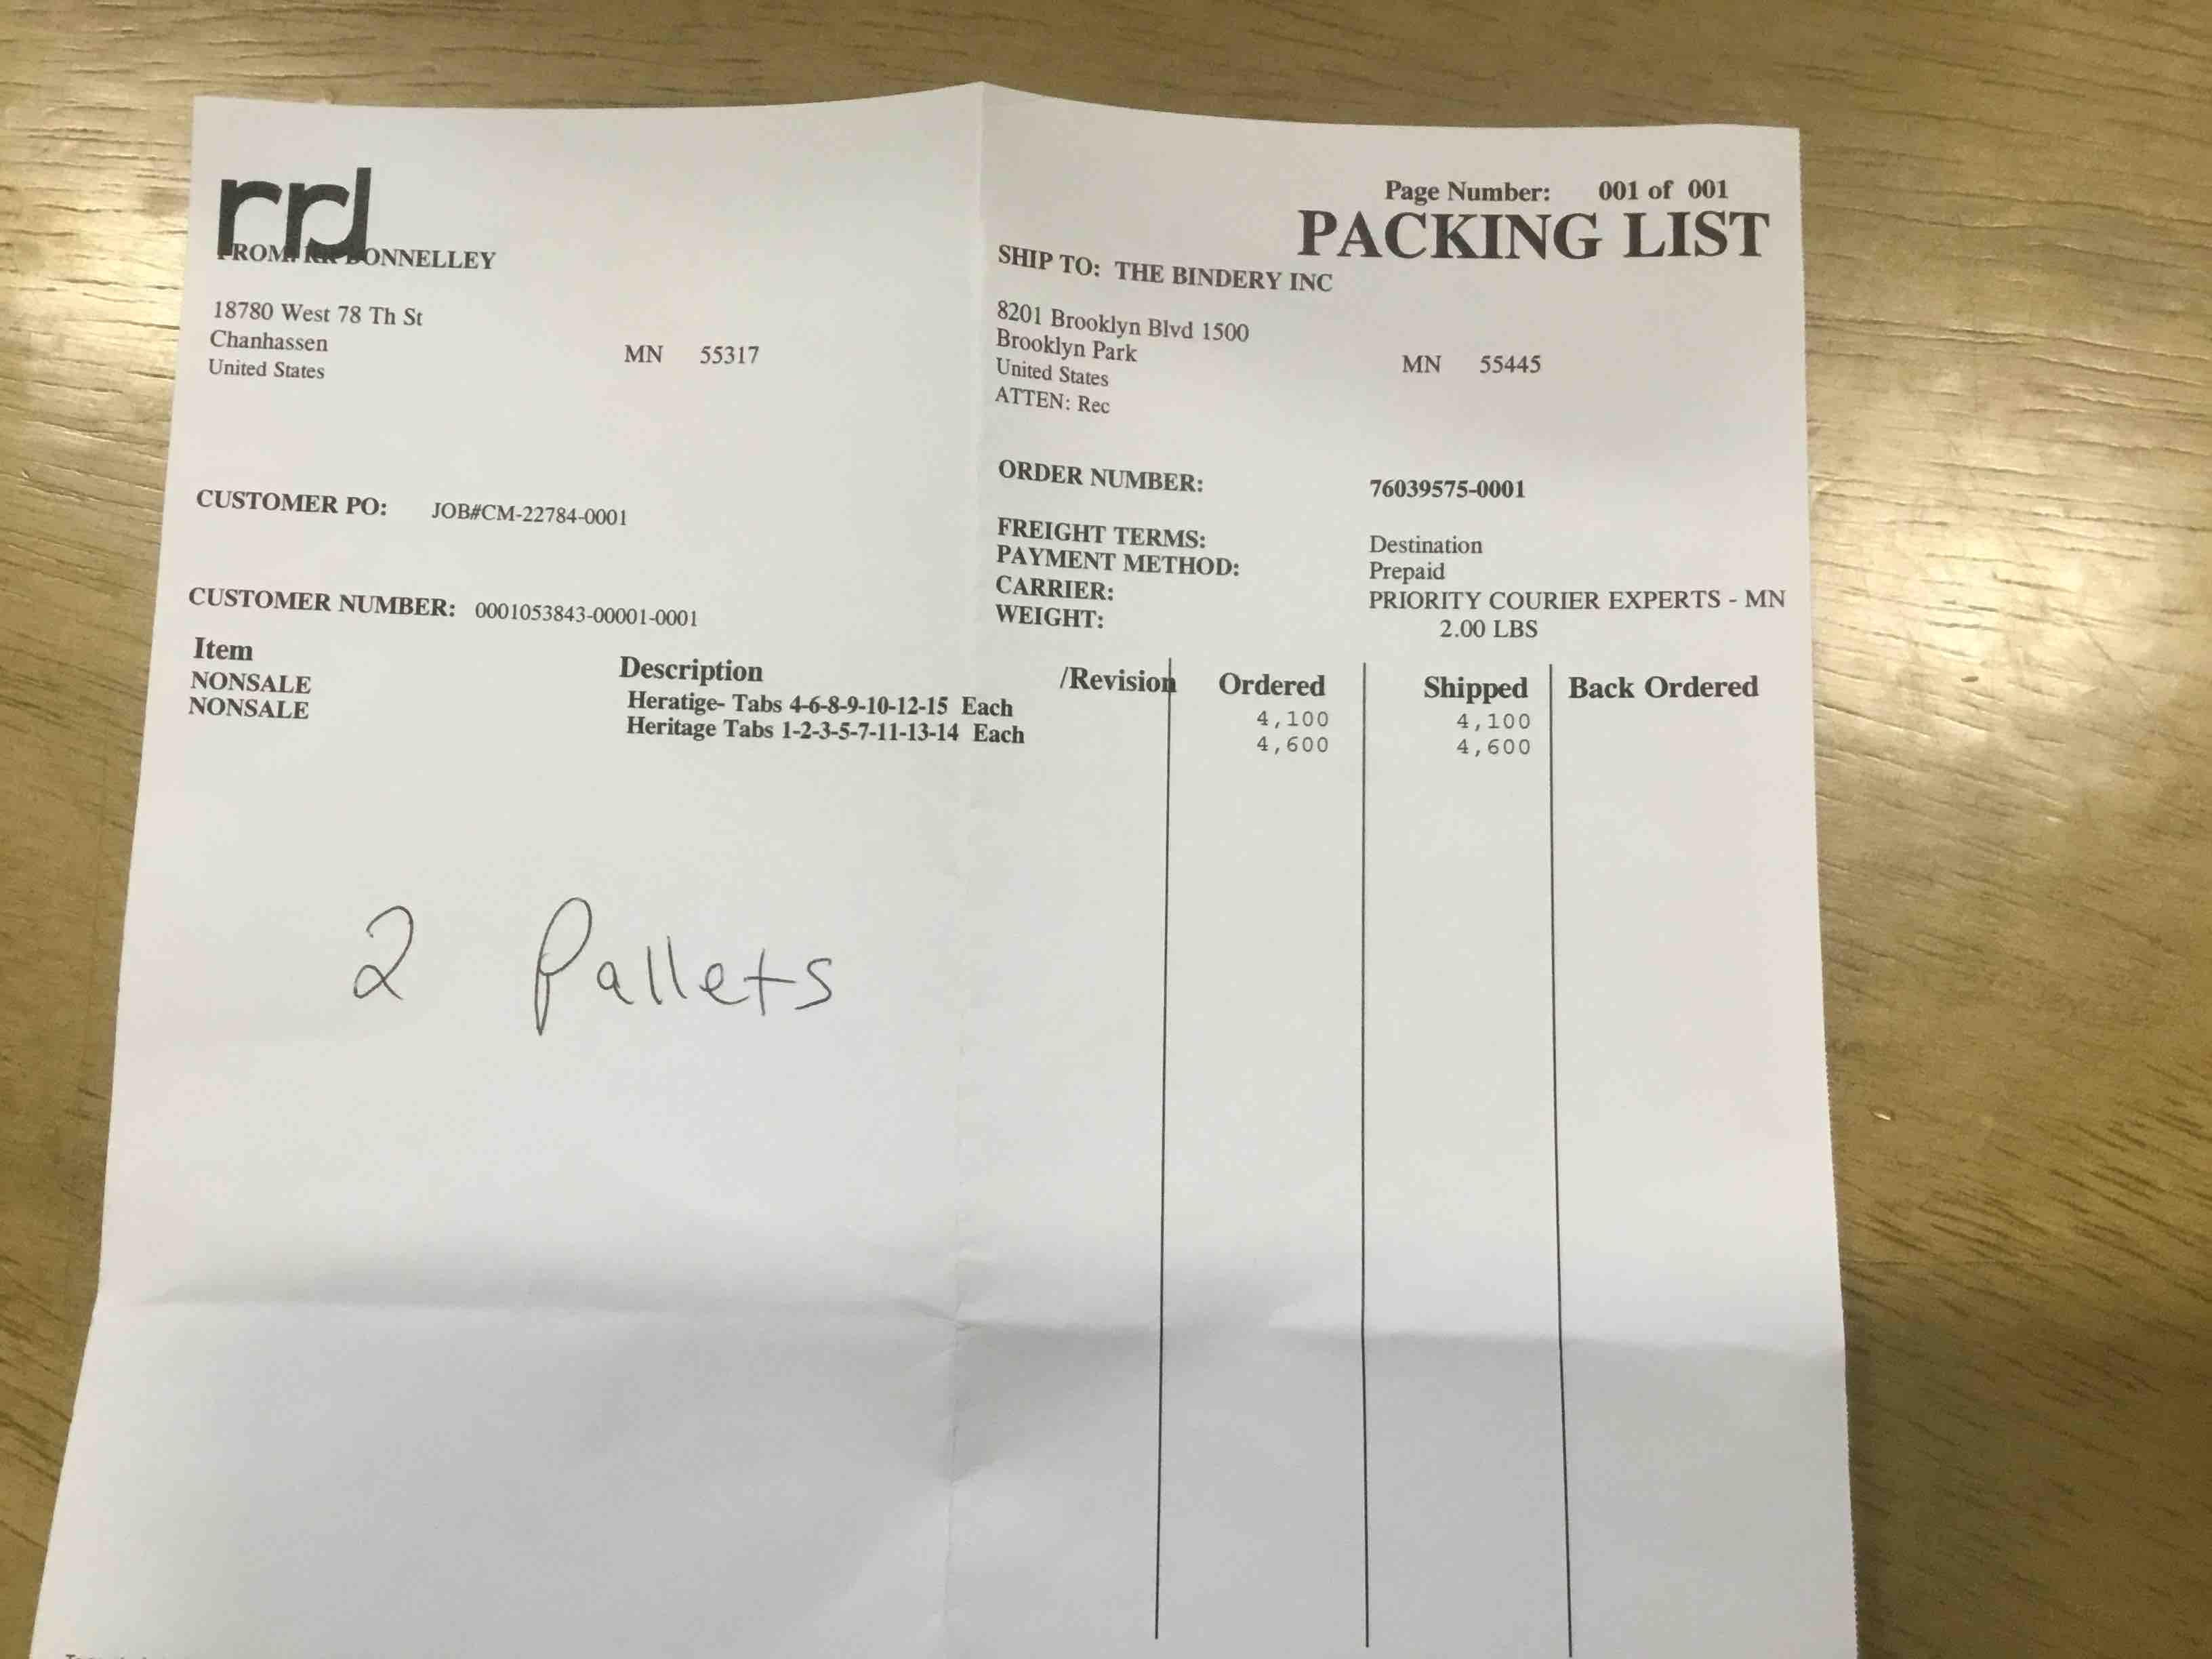 rrd
FROM: RR DONNELLEY
18780 West 78 Th St
Chanhassen MN 55317
United States
CUSTOMER PO: JOB#CM-22784-0001
CUSTOMER NUMBER: 0001053843-00001-0001
Page Number: 001 of 001
PACKING LIST
SHIP TO: THE BINDERY INC
8201 Brooklyn Blvd 1500
Brooklyn Park MN 55445
United States
ATTEN: Rec
ORDER NUMBER: 76039575-0001
FREIGHT TERMS: Destination
PAYMENT METHOD: Prepaid
CARRIER: PRIORITY COURIER EXPERTS - MN
WEIGHT: 2.00 LBS
Item Description /Revision Ordered Shipped Back Ordered
NONSALE Heratige- Tabs 4-6-8-9-10-12-15 Each 4,100 4,100
NONSALE Heritage Tabs 1-2-3-5-7-11-13-14 Each 4,600 4,600
2 Pallets